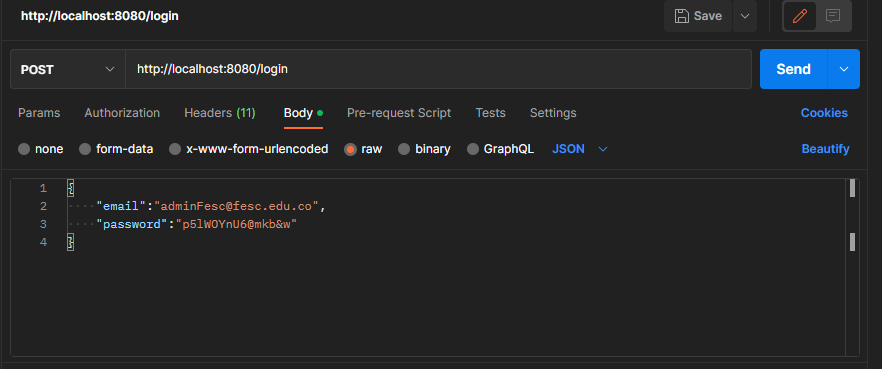 http://localhost:8080/login
Save
POST http://localhost:8080/login Send
Params Authorization Headers (11) Body Pre-request Script Tests Settings Cookies
none form-data x-www-form-urlencoded raw binary GraphQL JSON Beautify
1 {
2 "email":"adminFesc@fesc.edu.co",
3 "password":"p5lWOYnU6@mkb&w"
4 }